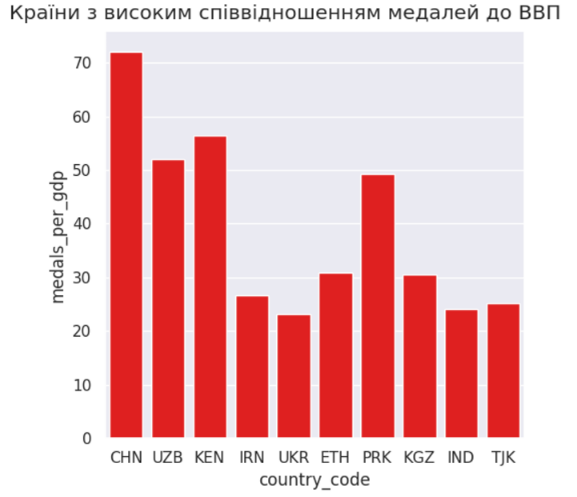 Країни з високим співвідношенням медалей до ВВП
70
60
50
40
30
20
10
0
medals_per_gdp
CHN UZB KEN IRN UKR ETH PRK KGZ IND TJK
country_code